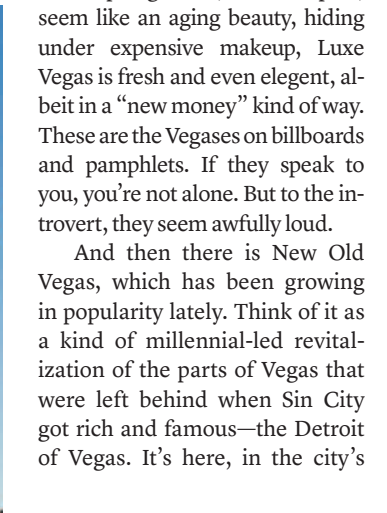 seem like an aging beauty, hiding
under expensive makeup, Luxe
Vegas is fresh and even elegant, al-
beit in a “new money” kind of way.
These are the Vegases on billboards
and pamphlets. If they speak to
you, you’re not alone. But to the in-
trovert, they seem awfully loud.
And then there is New Old
Vegas, which has been growing
in popularity lately. Think of it as
a kind of millennial-led revital-
ization of the parts of Vegas that
were left behind when Sin City
got rich and famous—the Detroit
of Vegas. It’s here, in the city’s